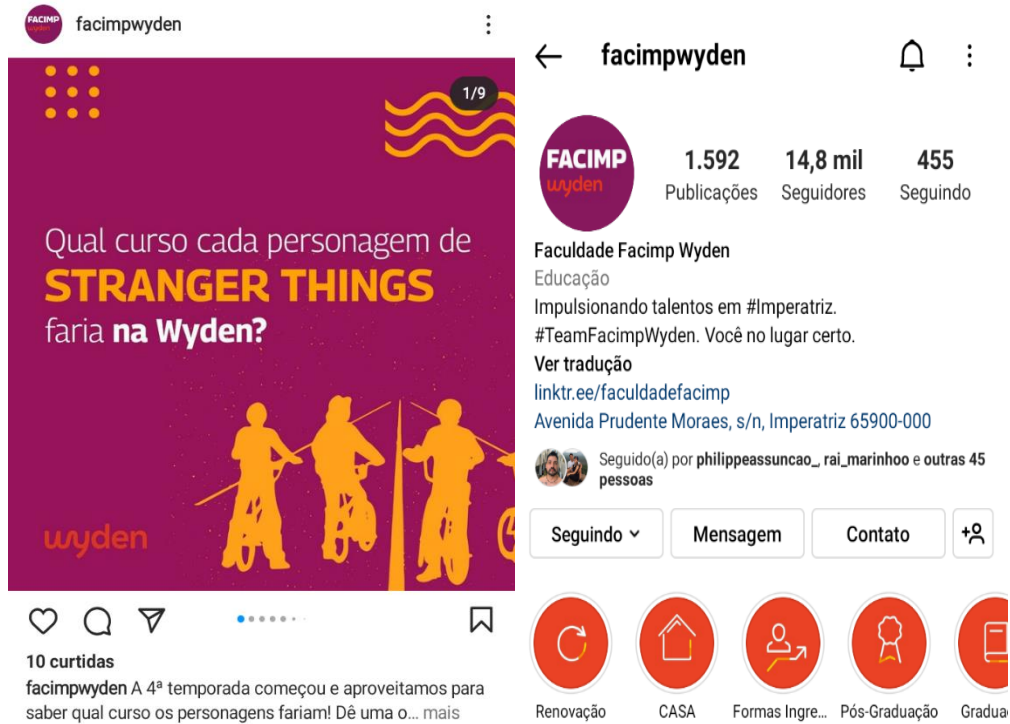 FACIMP
wyden
facimpwyden
1/9
Qual curso cada personagem de
STRANGER THINGS
faria na Wyden?
wyden
10 curtidas
facimpwyden A 4ª temporada começou e aproveitamos para
saber qual curso os personagens fariam! Dê uma o... mais
facimpwyden
FACIMP
wyden
1.592 14,8 mil 455
Publicações Seguidores Seguindo
Faculdade Facimp Wyden
Educação
Impulsionando talentos em #Imperatriz.
#TeamFacimpWyden. Você no lugar certo.
Ver tradução
linktr.ee/faculdadefacimp
Avenida Prudente Moraes, s/n, Imperatriz 65900-000
Seguido(a) por philippeassuncao_, rai_marinhoo e outras 45
pessoas
Seguindo Mensagem Contato
Renovação CASA Formas Ingre... Pós-Graduação Graduaç